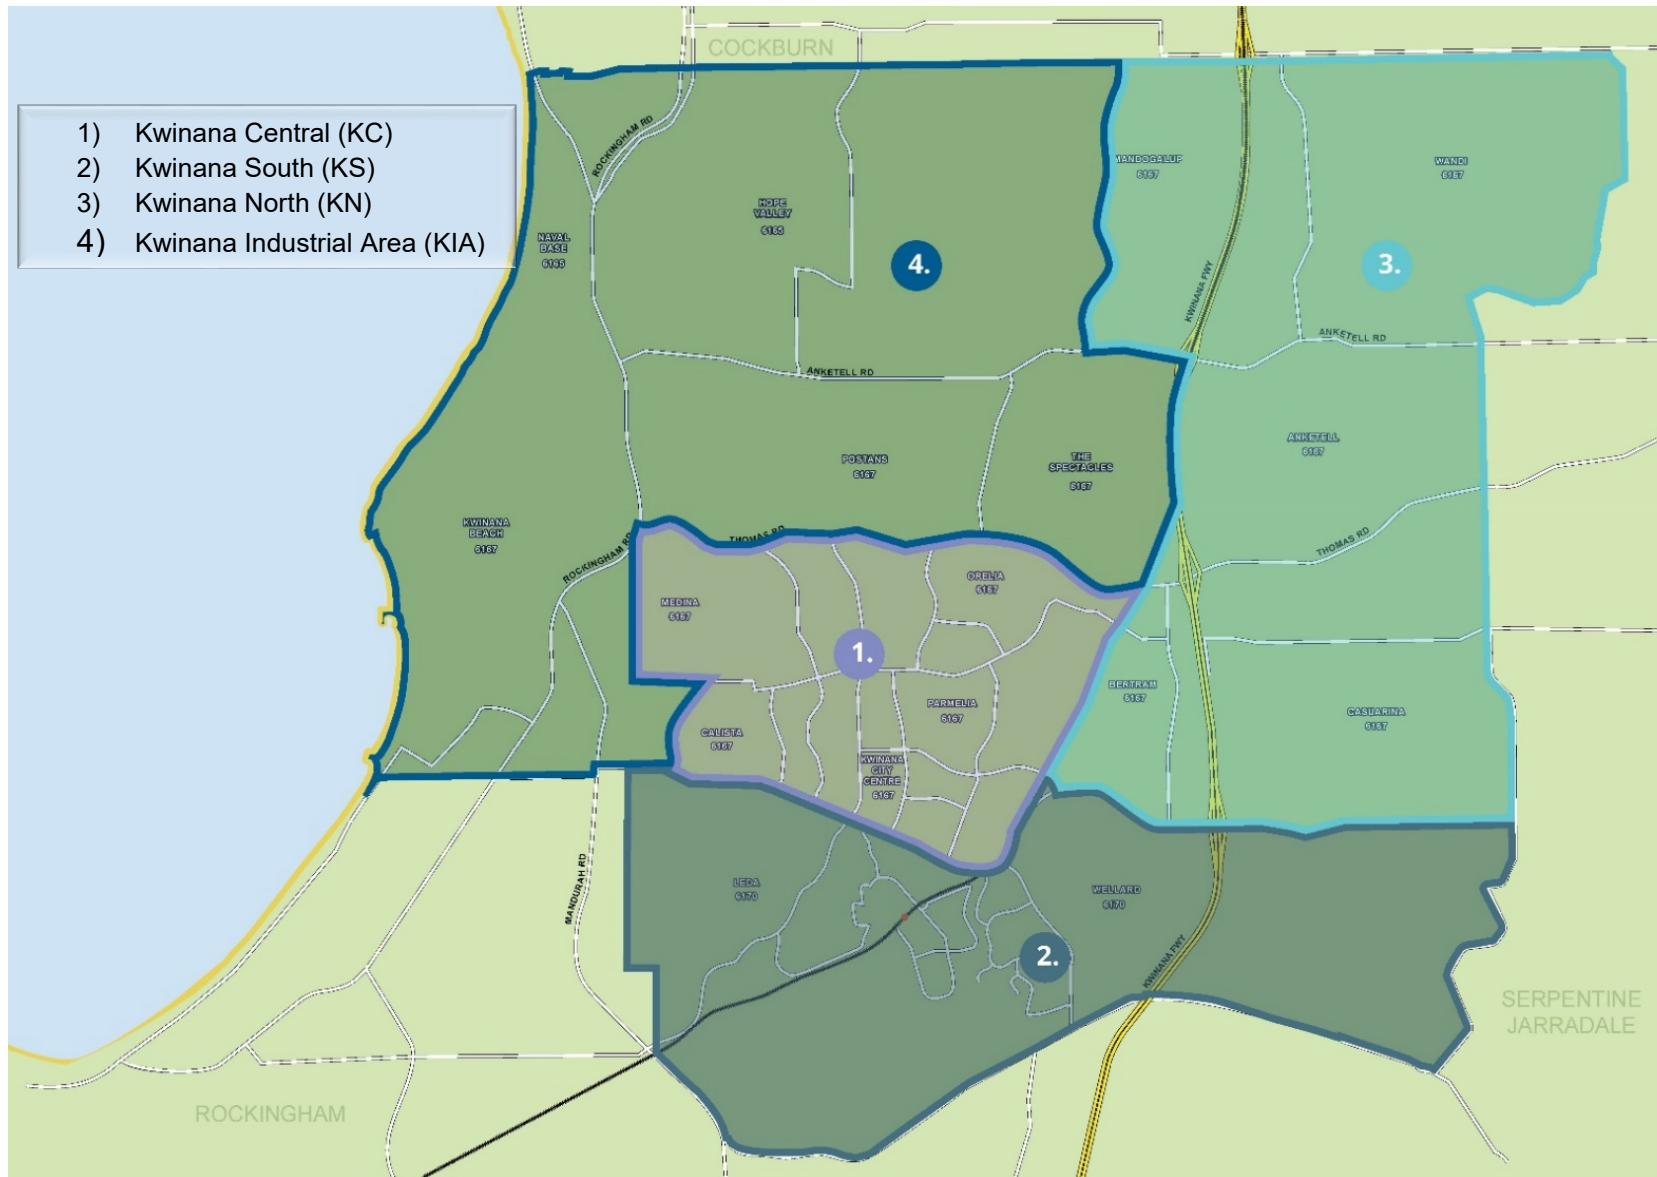 COCKBURN
1) Kwinana Central (KC)
2) Kwinana South (KS)
3) Kwinana North (KN)
4) Kwinana Industrial Area (KIA)
ROCKINGHAM RD
MANDOGALUP
6167
WANDI
6167
HOPE
VALLEY
6165
NAVAL
BASE
6165
4.
3.
KWINANA FWY
ANKETELL RD
ANKETELL RD
ANKETELL
6167
POSTANS
6167
THE
SPECTACLES
6167
KWINANA
BEACH
6167
THOMAS RD
THOMAS RD
ROCKINGHAM RD
ORELIA
6167
MEDINA
6167
1.
BERTRAM
6167
PARMELIA
6167
CASUARINA
6167
CALISTA
6167
KWINANA
CITY
CENTRE
6167
LEDA
6170
WELLARD
6170
MANDURAH RD
2.
KWINANA FWY
SERPENTINE
JARRADALE
ROCKINGHAM